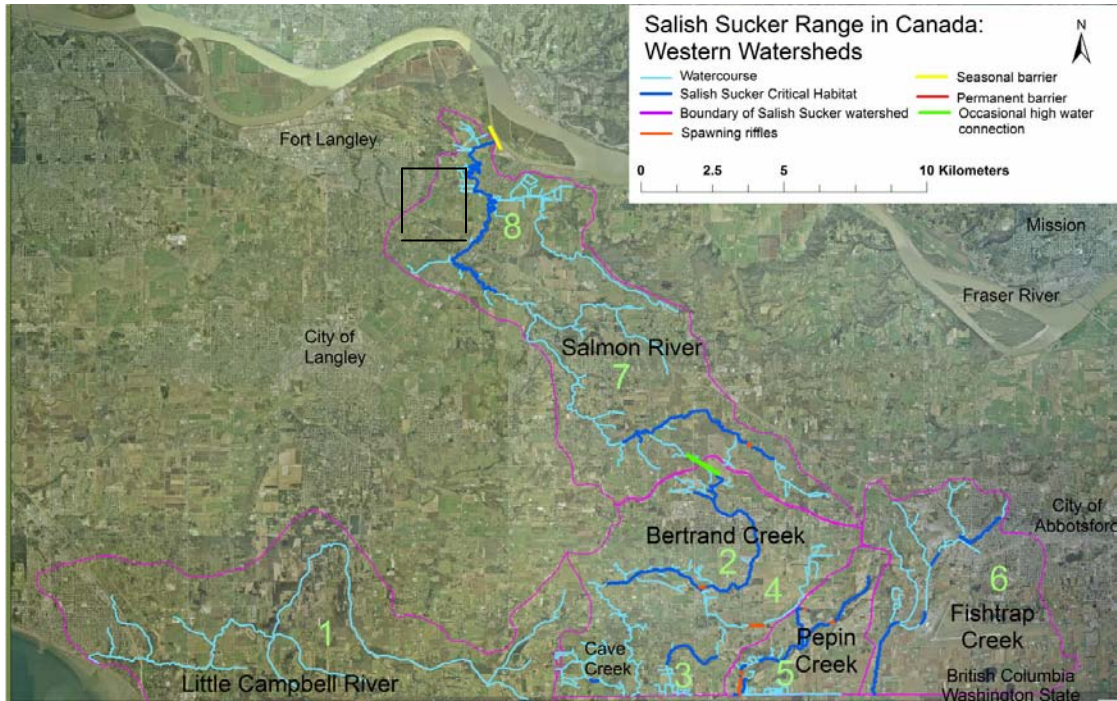 Salish Sucker Range in Canada:
Western Watersheds
N
Watercourse
Salish Sucker Critical Habitat
Boundary of Salish Sucker watershed
Spawning riffles
Seasonal barrier
Permanent barrier
Occasional high water
connection
0 2.5 5 10 Kilometers
Fort Langley
8
Mission
Fraser River
City of
Langley
Salmon River
7
City of
Abbotsford
Bertrand Creek
2
4
6
Fishtrap
Creek
1
Pepin
Creek
Cave
Creek
3
5
Little Campbell River
British Columbia
Washington State